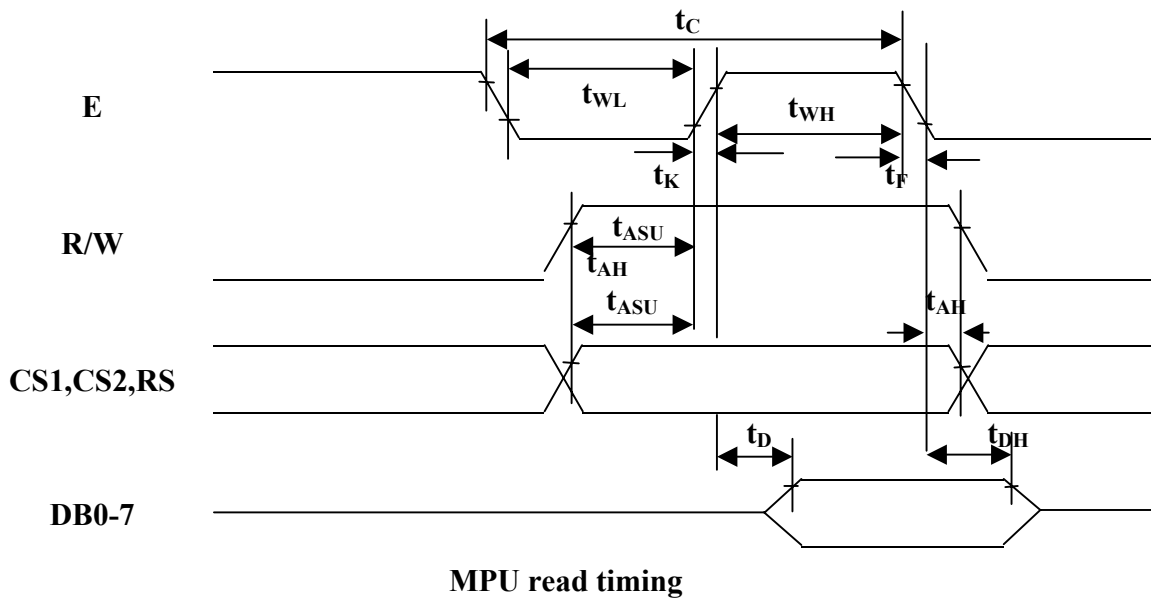 tC
E
tWL
tWH
tK
tF
R/W
tASU
tAH
tASU
tAH
CS1,CS2,RS
tD
tDH
DB0-7
MPU read timing